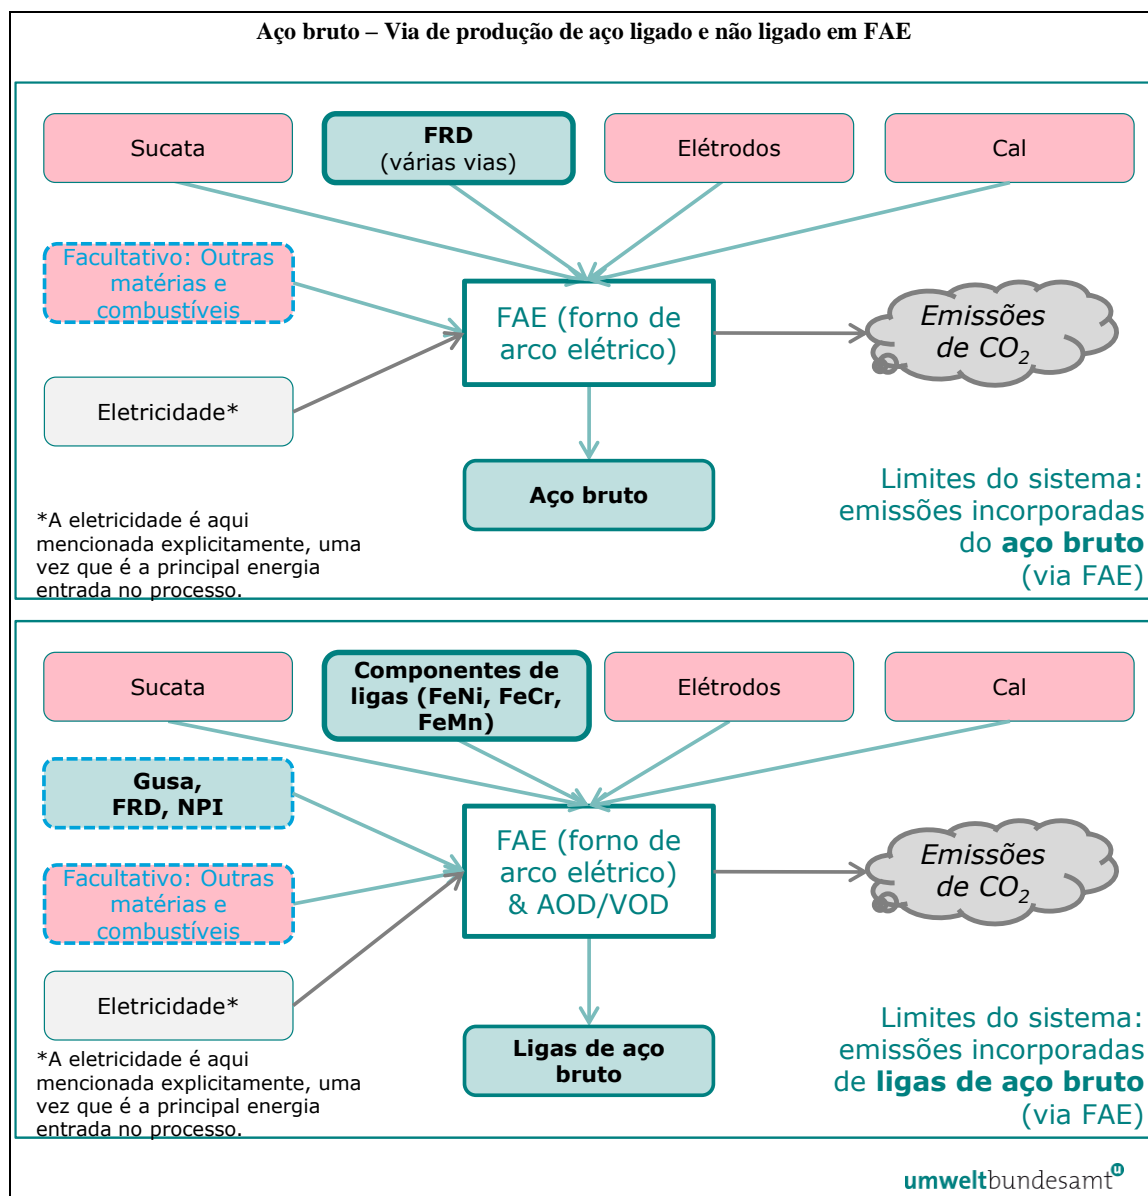 Aço bruto – Via de produção de aço ligado e não ligado em FAE
Sucata
FRD
(várias vias)
Elétrodos
Cal
Facultativo: Outras
matérias e
combustíveis
FAE (forno de
arco elétrico)
Emissões
de CO2
Eletricidade*
Aço bruto
*A eletricidade é aqui
mencionada explicitamente, uma
vez que é a principal energia
entrada no processo.
Limites do sistema:
emissões incorporadas
do aço bruto
(via FAE)
Sucata
Componentes de
ligas (FeNi, FeCr,
FeMn)
Elétrodos
Cal
Gusa,
FRD, NPI
FAE (forno de
arco elétrico)
& AOD/VOD
Emissões
de CO2
Facultativo: Outras
matérias e
combustíveis
Eletricidade*
Ligas de aço
bruto
*A eletricidade é aqui
mencionada explicitamente, uma
vez que é a principal energia
entrada no processo.
Limites do sistema:
emissões incorporadas
de ligas de aço bruto
(via FAE)
umweltbundesamt